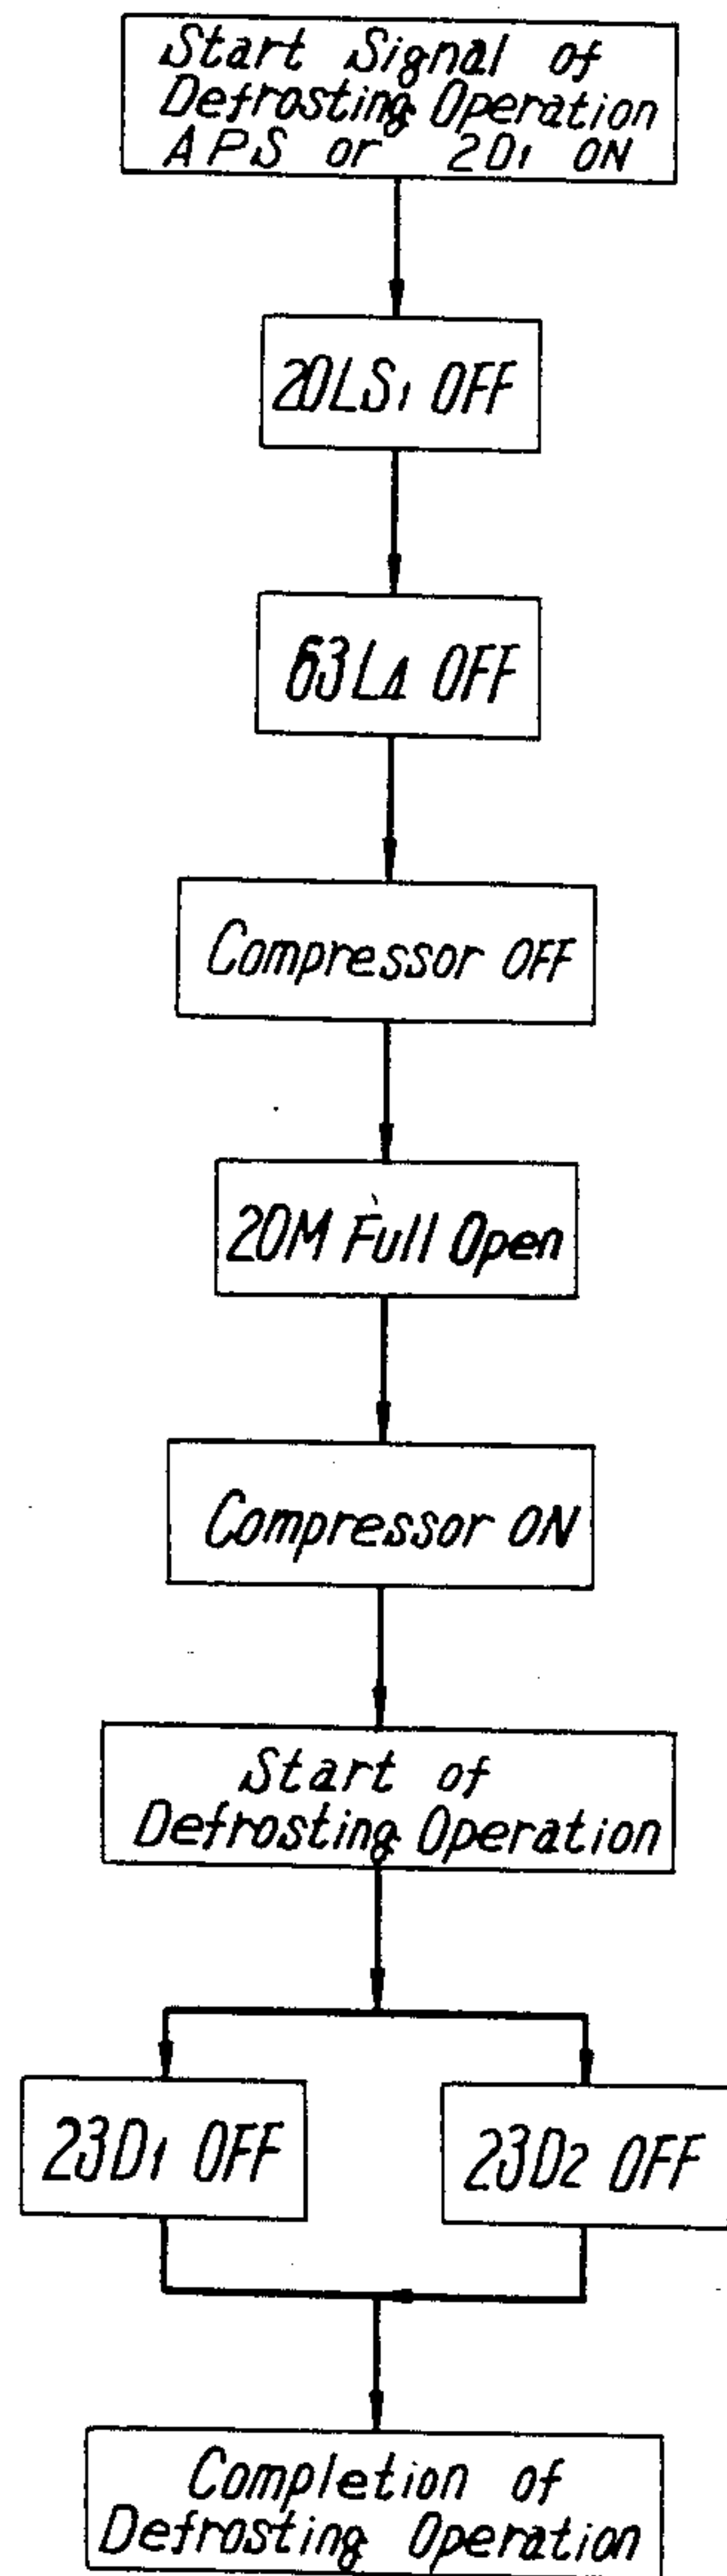 Start Signal of
Defrosting Operation
APS or 2D1 ON
20LS1 OFF
63LA OFF
Compressor OFF
20M Full Open
Compressor ON
Start of
Defrosting Operation
23D1 OFF
23D2 OFF
Completion of
Defrosting Operation